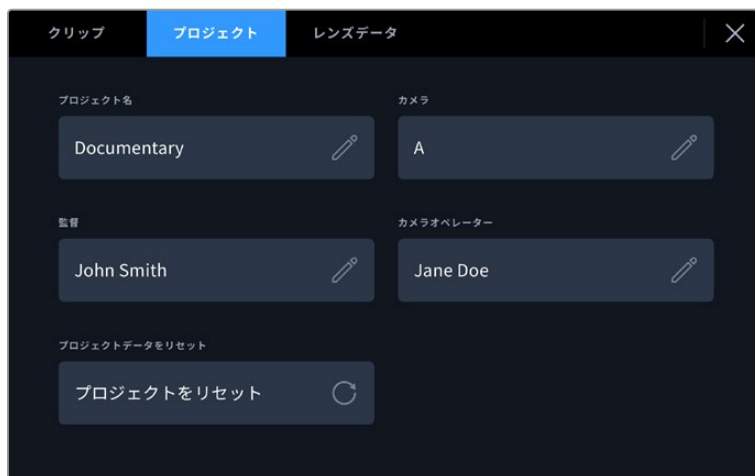 クリップ プロジェクト レンズデータ
プロジェクト名 カメラ
Documentary A
監督 カメラオペレーター
John Smith Jane Doe
プロジェクトデータをリセット
プロジェクトをリセット